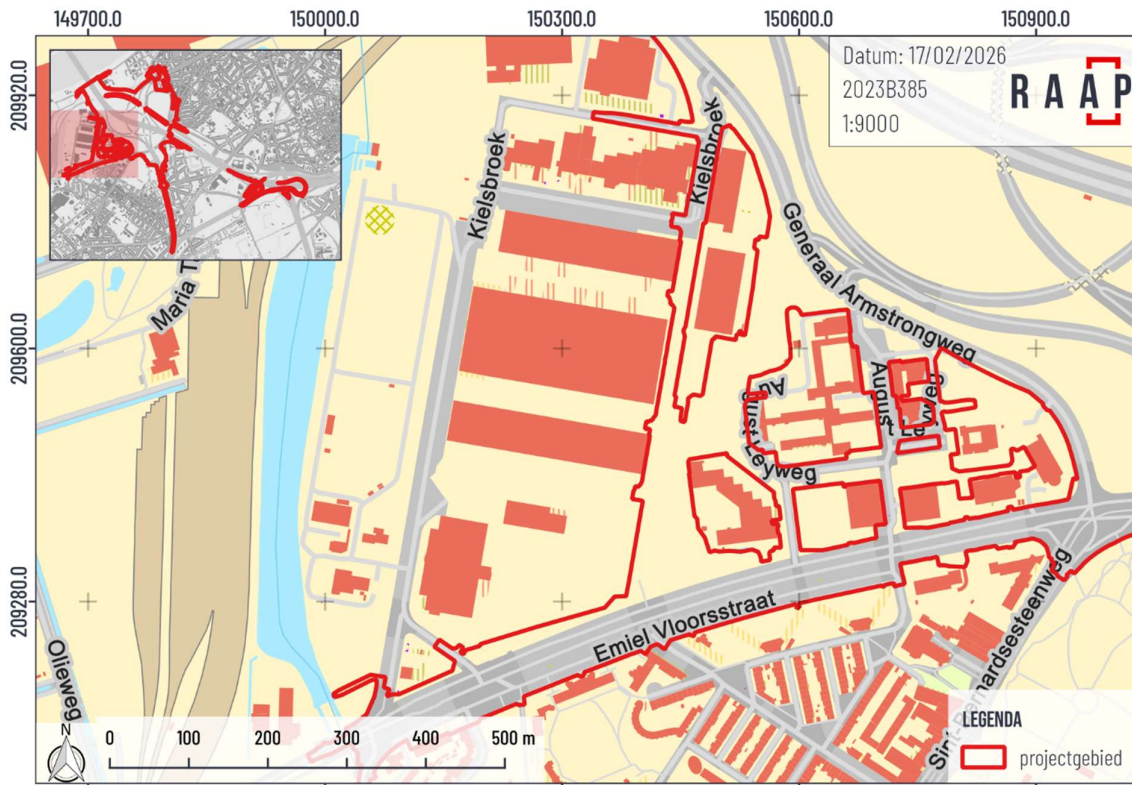 149700.0
150000.0
150300.0
150600.0
150900.0
Datum: 17/02/2026
2023B385
1:9000
RAAP
209920.0
209600.0
209280.0
Kielsbroek
Kielsbroek
Generaal Armstrongweg
Maria T
August Leyweg
August Leyweg
Emiel Vloorsstraat
Olieweg
N
0 100 200 300 400 500 m
LEGENDA
projectgebied